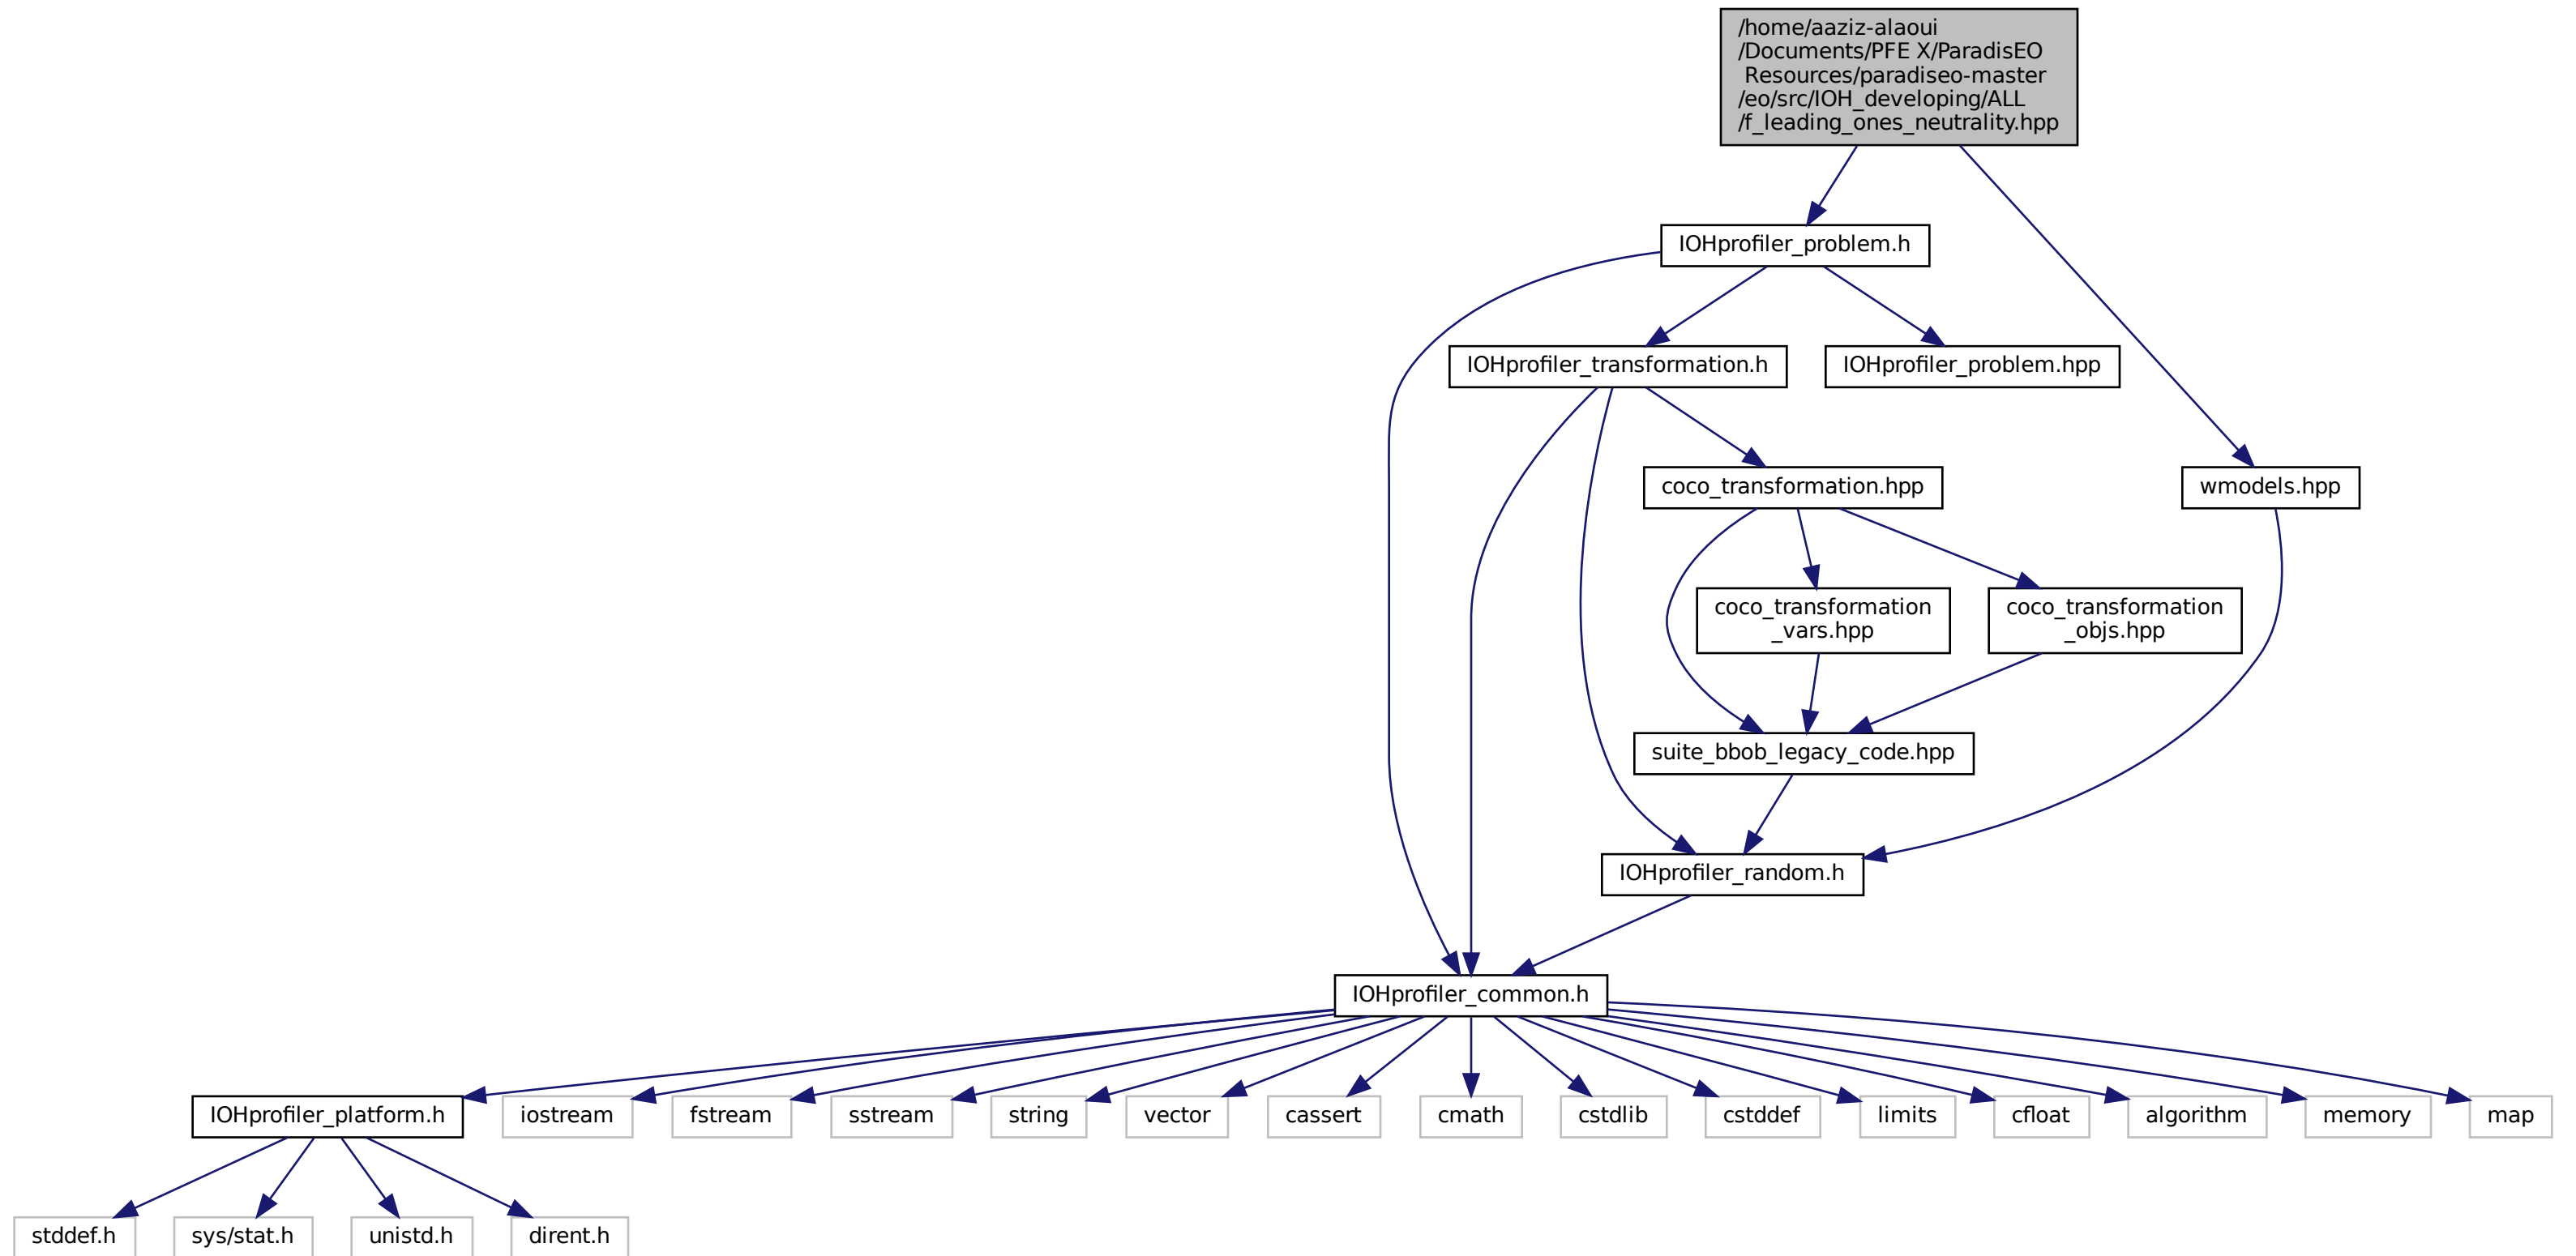 /home/aaziz-alaoui
/Documents/PFE X/ParadisEO
Resources/paradiseo-master
/eo/src/IOH_developing/ALL
/f_leading_ones_neutrality.hpp
IOHprofiler_problem.h
IOHprofiler_transformation.h
IOHprofiler_problem.hpp
coco_transformation.hpp
wmodels.hpp
coco_transformation
_vars.hpp
coco_transformation
_objs.hpp
suite_bbob_legacy_code.hpp
IOHprofiler_random.h
IOHprofiler_common.h
IOHprofiler_platform.h
iostream
fstream
sstream
string
vector
cassert
cmath
cstdlib
cstddef
limits
cfloat
algorithm
memory
map
stddef.h
sys/stat.h
unistd.h
dirent.h